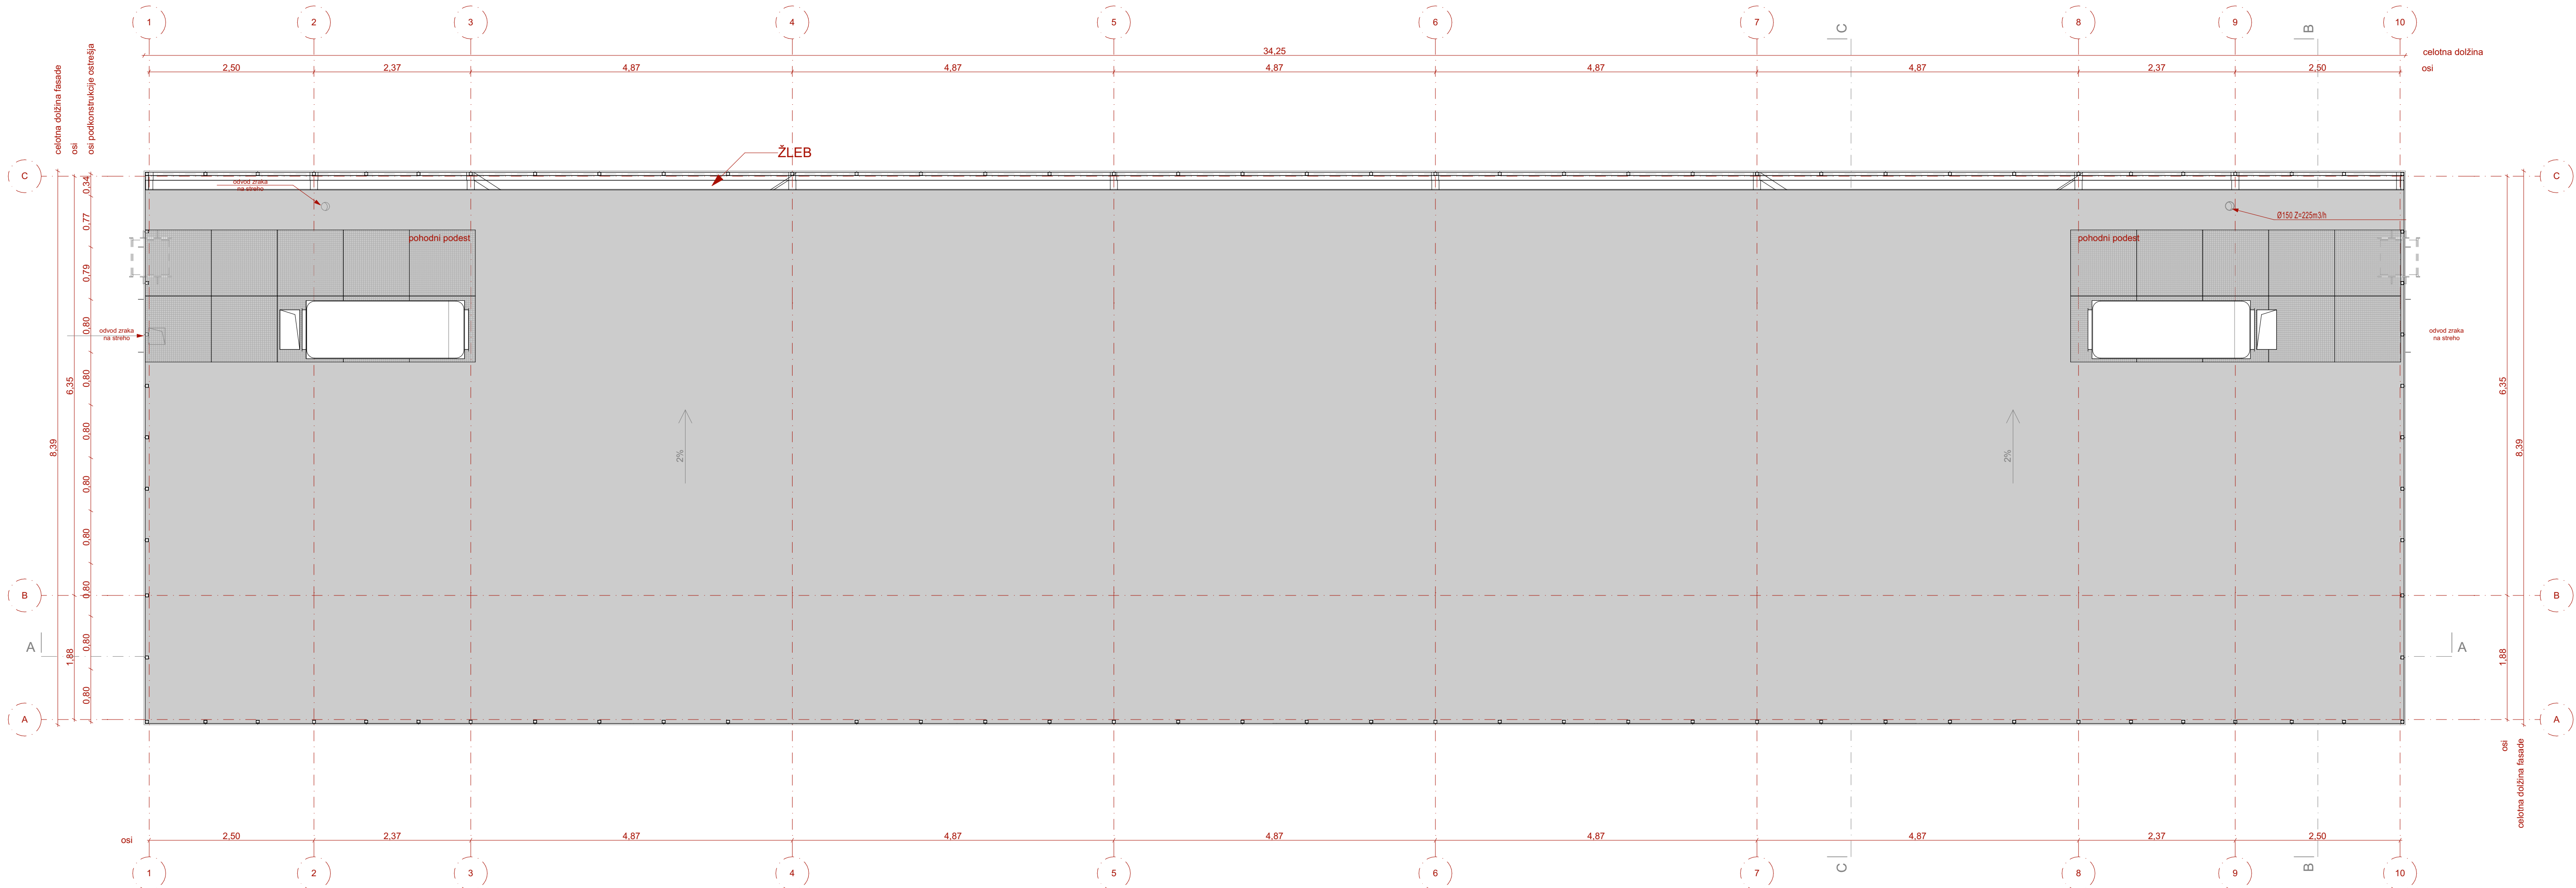 1 2 3 4 5 6 7 C 8 9 B 10
34,25
celotna dolžina
2,50 2,37 4,87 4,87 4,87 4,87 4,87 2,37 2,50
osi
celotna dolžina fasade
osi
osi podkonstrukcije ostrešja
ŽLEB
C
C
0,34
odvod zraka
na streho
Ø150 Z=225m3/h
0,77
pohodni podest
pohodni podest
0,79
0,80
odvod zraka
na streho
odvod zraka
na streho
6,35
0,80
6,35
8,39
0,80
2%
2%
8,39
0,80
0,80
0,80
B
B
0,80
A
A
1,88
1,88
0,80
A
A
osi
celotna dolžina fasade
osi
2,50 2,37 4,87 4,87 4,87 4,87 4,87 2,37 2,50
1 2 3 4 5 6 7 C 8 9 B 10